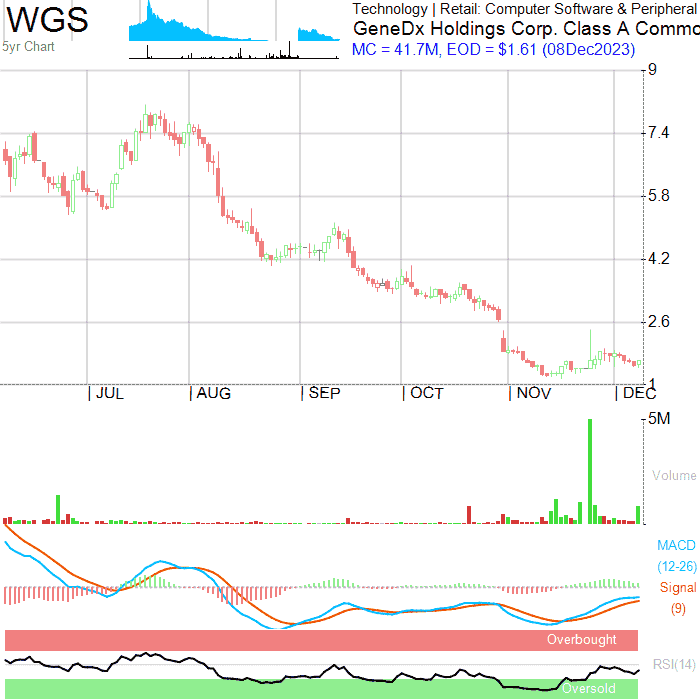 WGS
5yr Chart
Technology | Retail: Computer Software & Peripheral
GeneDx Holdings Corp. Class A Commo
MC = 41.7M, EOD = $1.61 (08Dec2023)
9
7.4
5.8
4.2
2.6
1
JUL AUG SEP OCT NOV DEC
5M
Volume
MACD
(12-26)
Signal
(9)
Overbought
RSI(14)
Oversold